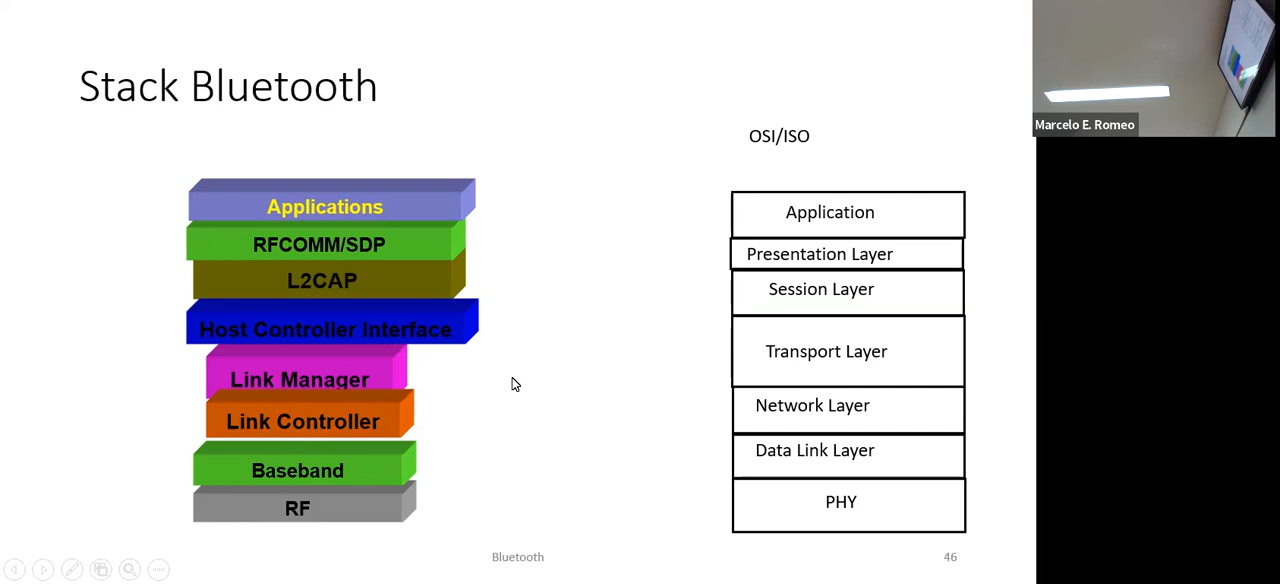 Stack Bluetooth
Applications
RFCOMM/SDP
L2CAP
Host Controller Interface
Link Manager
Link Controller
Baseband
RF
OSI/ISO
Application
Presentation Layer
Session Layer
Transport Layer
Network Layer
Data Link Layer
PHY
Bluetooth
46
Marcelo E. Romeo